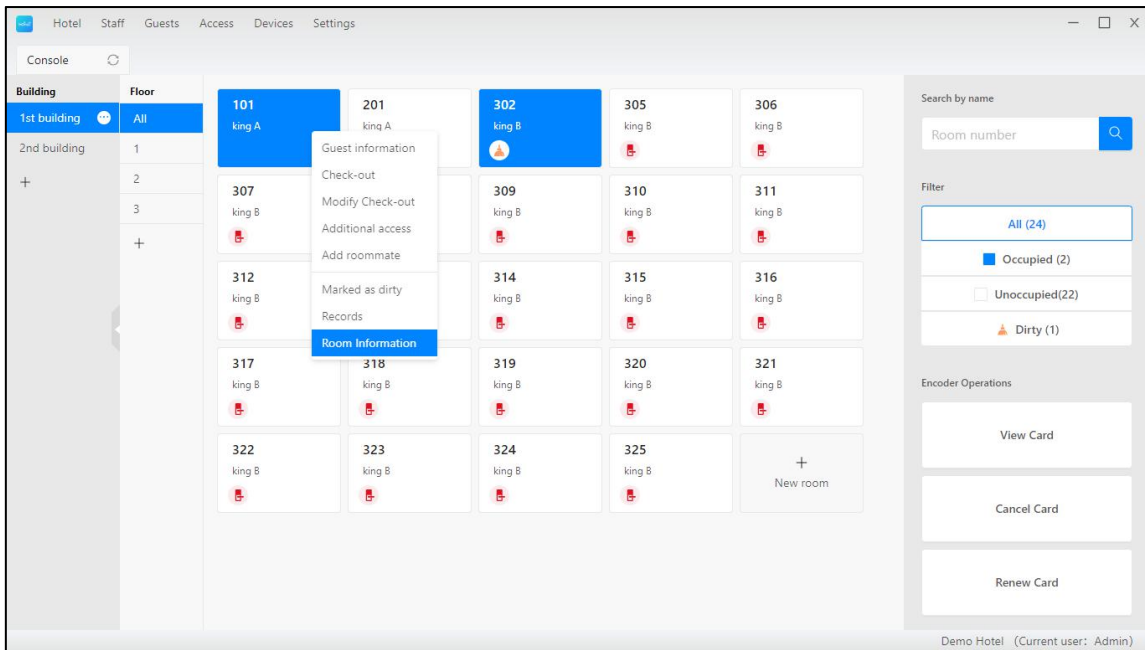 Hotel Staff Guests Access Devices Settings
Console
Building
1st building
2nd building
+
Floor
All
1
2
3
+
101
king A
201
king A
302
king B
305
king B
306
king B
307
king B
309
king B
310
king B
311
king B
312
king B
314
king B
315
king B
316
king B
317
king B
318
king B
319
king B
320
king B
321
king B
322
king B
323
king B
324
king B
325
king B
+
New room
Guest information
Check-out
Modify Check-out
Additional access
Add roommate
Marked as dirty
Records
Room Information
Search by name
Room number
Filter
All (24)
Occupied (2)
Unoccupied(22)
Dirty (1)
Encoder Operations
View Card
Cancel Card
Renew Card
Demo Hotel (Current user: Admin)